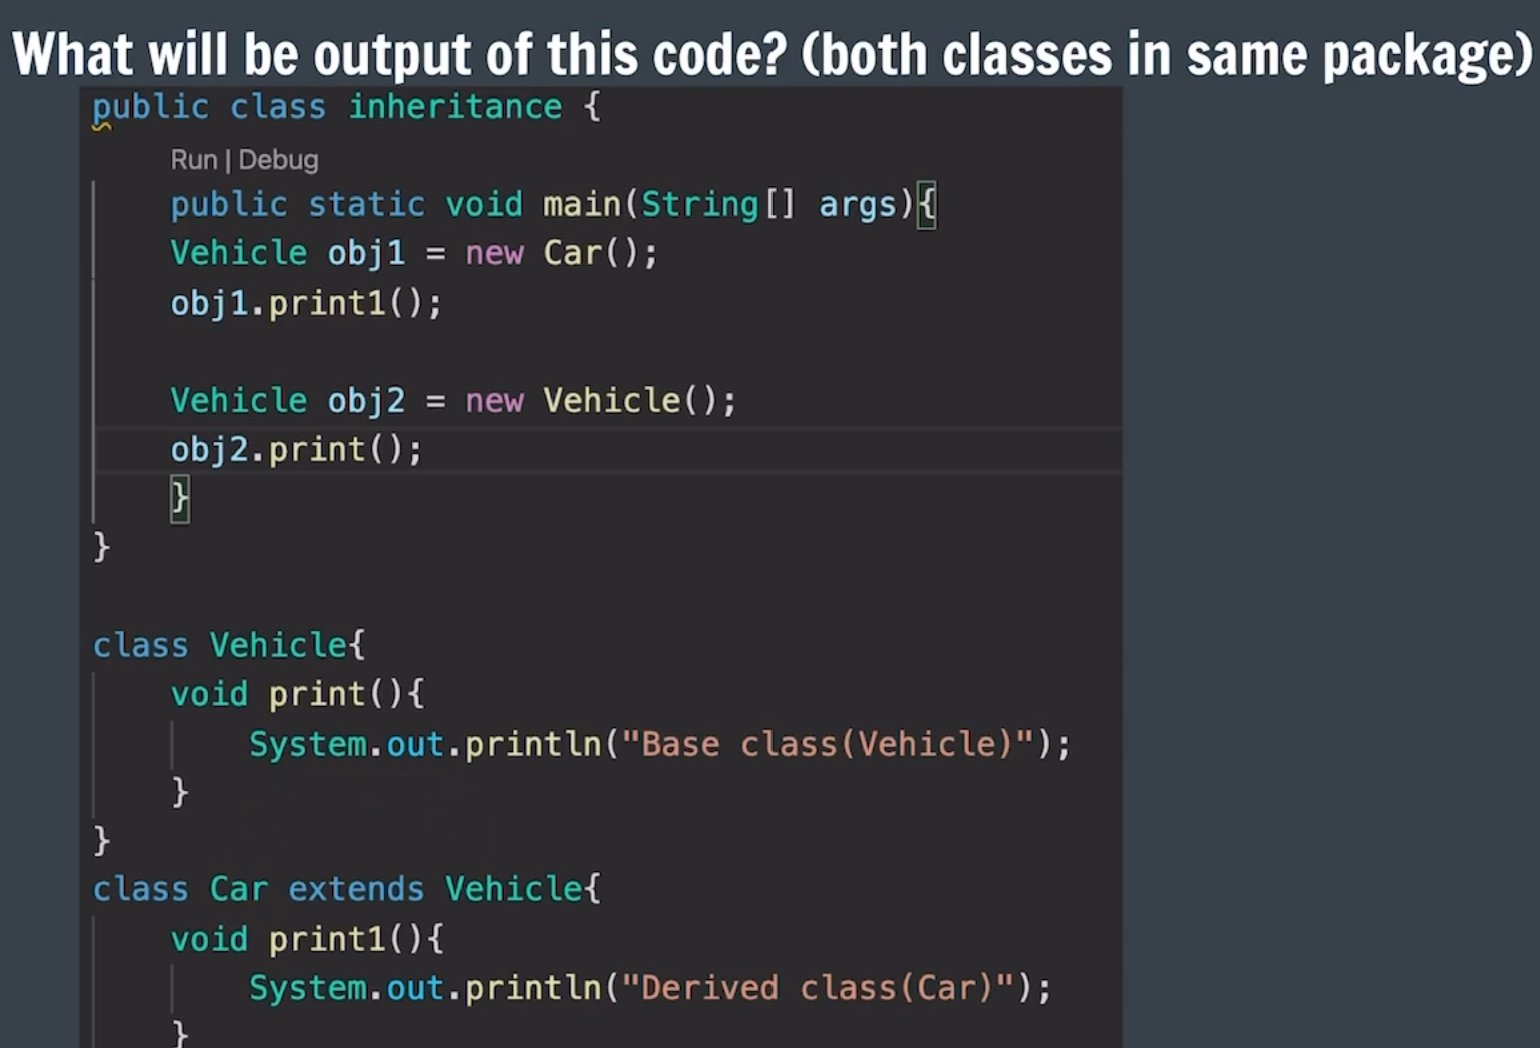 What will be output of this code? (both classes in same package)
public class inheritance {
Run | Debug
public static void main(String[] args){
Vehicle obj1 = new Car();
obj1.print1();
Vehicle obj2 = new Vehicle();
obj2.print();
}
}
class Vehicle{
void print(){
System.out.println("Base class(Vehicle)");
}
}
class Car extends Vehicle{
void print1(){
System.out.println("Derived class(Car)");
}